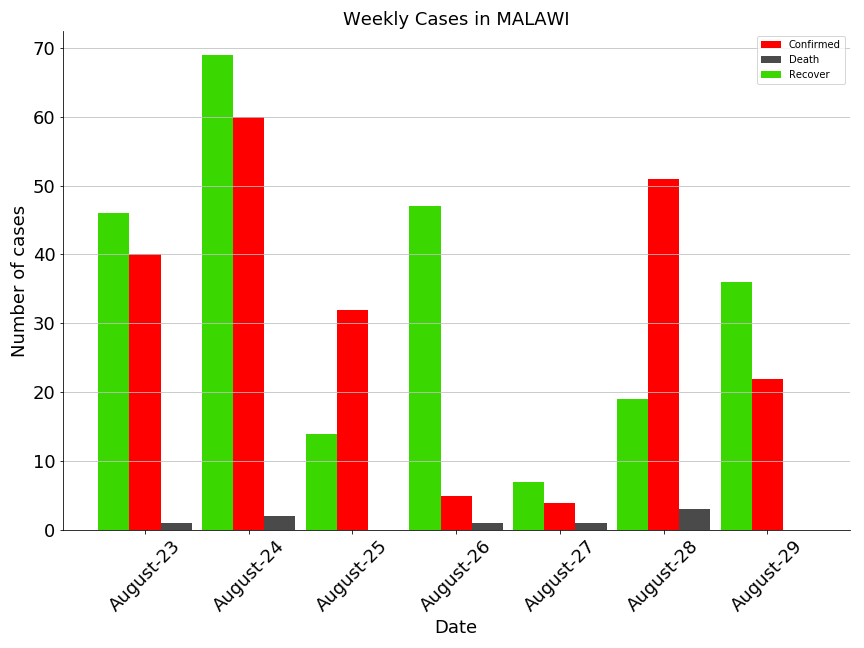 Weekly Cases in MALAWI
Confirmed
Death
Recover
Number of cases
70
60
50
40
30
20
10
0
August-23
August-24
August-25
August-26
August-27
August-28
August-29
Date